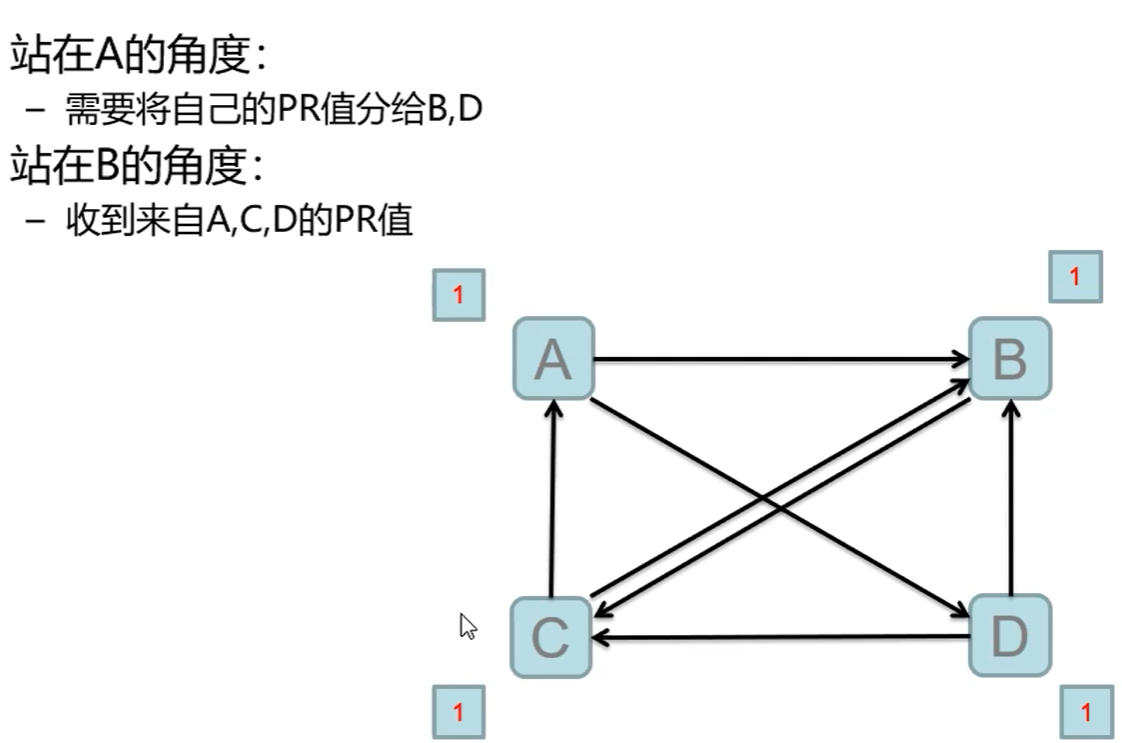 站在A的角度：
– 需要将自己的PR值分给B,D
站在B的角度：
– 收到来自A,C,D的PR值
1
1
A
B
C
D
1
1